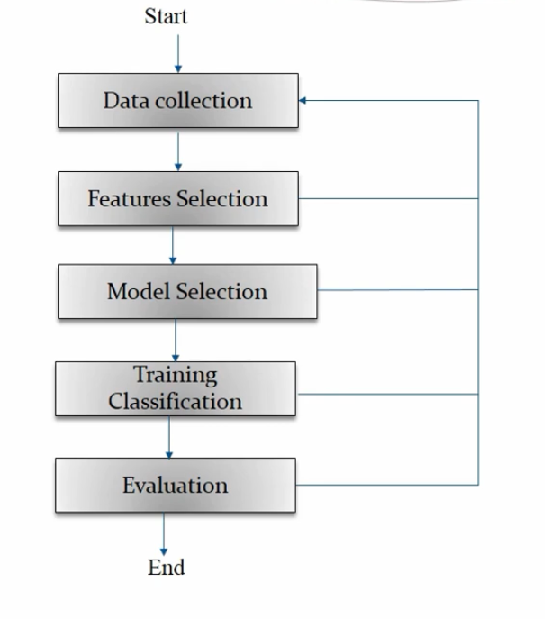 Start
Data collection
Features Selection
Model Selection
Training
Classification
Evaluation
End